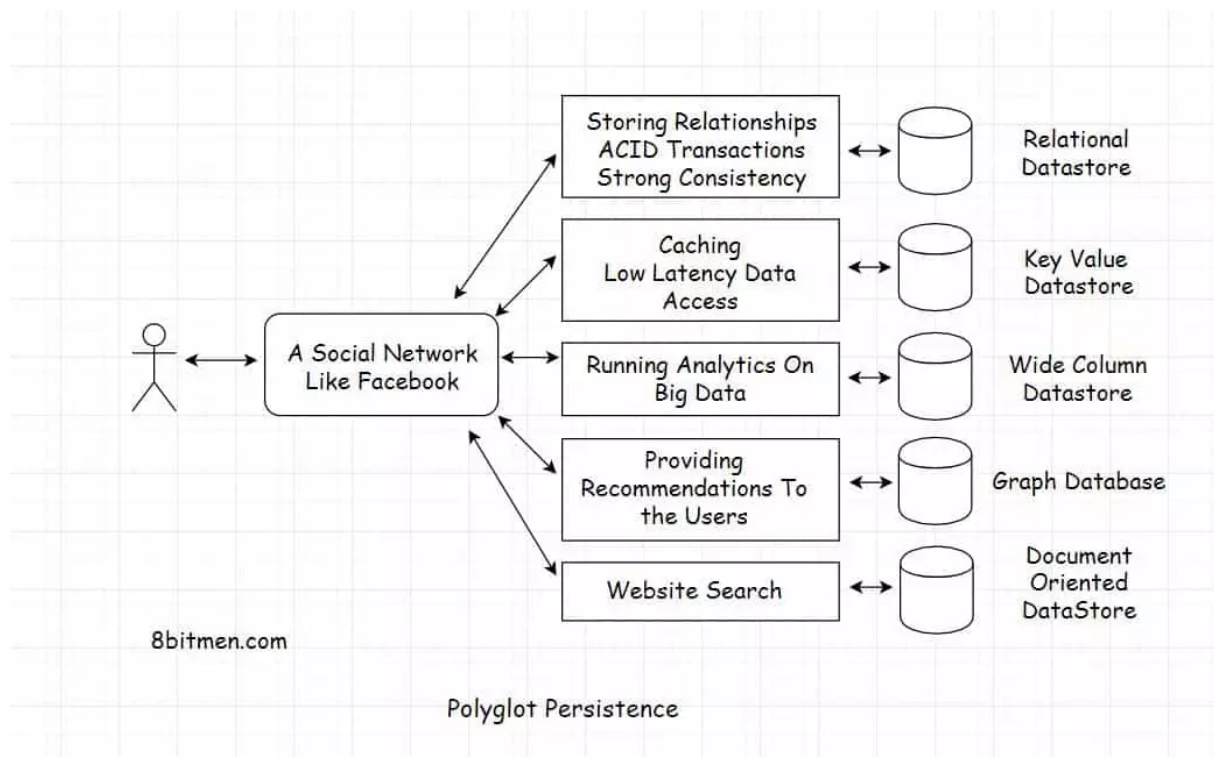 Storing Relationships
ACID Transactions
Strong Consistency
Relational
Datastore
Caching
Low Latency Data
Access
Key Value
Datastore
A Social Network
Like Facebook
Running Analytics On
Big Data
Wide Column
Datastore
Providing
Recommendations To
the Users
Graph Database
Website Search
Document
Oriented
DataStore
8bitmen.com
Polyglot Persistence